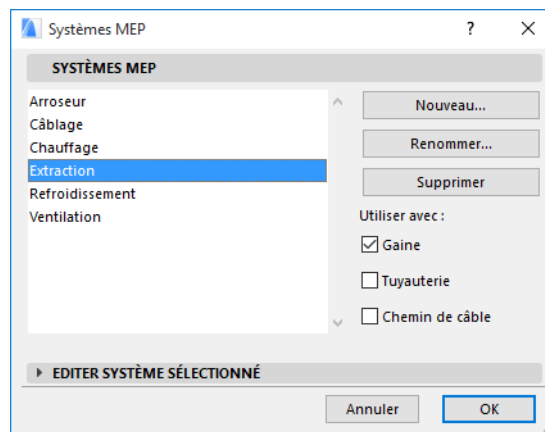 Systèmes MEP
SYSTÈMES MEP
Arroseur
Câblage
Chauffage
Extraction
Refroidissement
Ventilation
Nouveau...
Renommer...
Supprimer
Utiliser avec :
Gaine
Tuyauterie
Chemin de câble
EDITER SYSTÈME SÉLECTIONNÉ
Annuler
OK